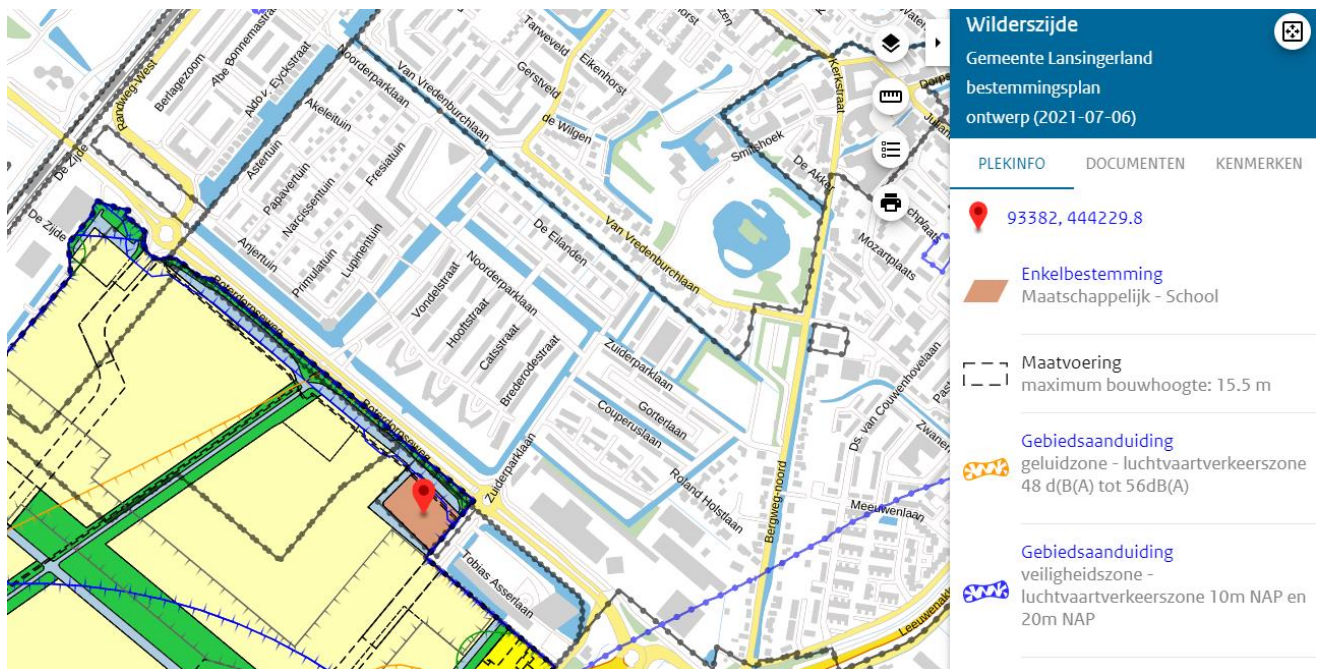 Wilderszijde
Gemeente Lansingerland
bestemmingsplan
ontwerp (2021-07-06)
PLEKINFO DOCUMENTEN KENMERKEN
93382, 444229.8
Enkelbestemming
Maatschappelijk - School
Maatvoering
maximum bouwhoogte: 15.5 m
Gebiedsaanduiding
geluidzone - luchtvaartverkeerszone
48 d(B(A) tot 56dB(A)
Gebiedsaanduiding
veiligheidszone -
luchtvaartverkeerszone 10m NAP en
20m NAP
Randweg-West
Berlagezoom
Abe Bonnemastraat
Aldo v. Eyckstraat
Noorderparklaan
Van Vredenburchlaan
Tarweveld
Gerstveld
Eikenhorst
de Wilgen
Kerkstraat
Smitshoek
De Akker
Mozartplaats
De Zijde
De Zijde
Astertuin
Akeleituin
Papavertuin
Narcissentuin
Fresiatuin
Anjertuin
Primulatuin
Lupinentuin
De Eilanden
Van Vredenburchlaan
Noorderparklaan
Vondelstraat
Hooftstraat
Catsstraat
Brederodestraat
Zuiderparklaan
Gorterlaan
Couperuslaan
Roland Holstlaan
Zuiderparklaan
Bergweg-noord
Ds. van Couwenhovelaan
Meeuwenlaan
Tobias Asserlaan